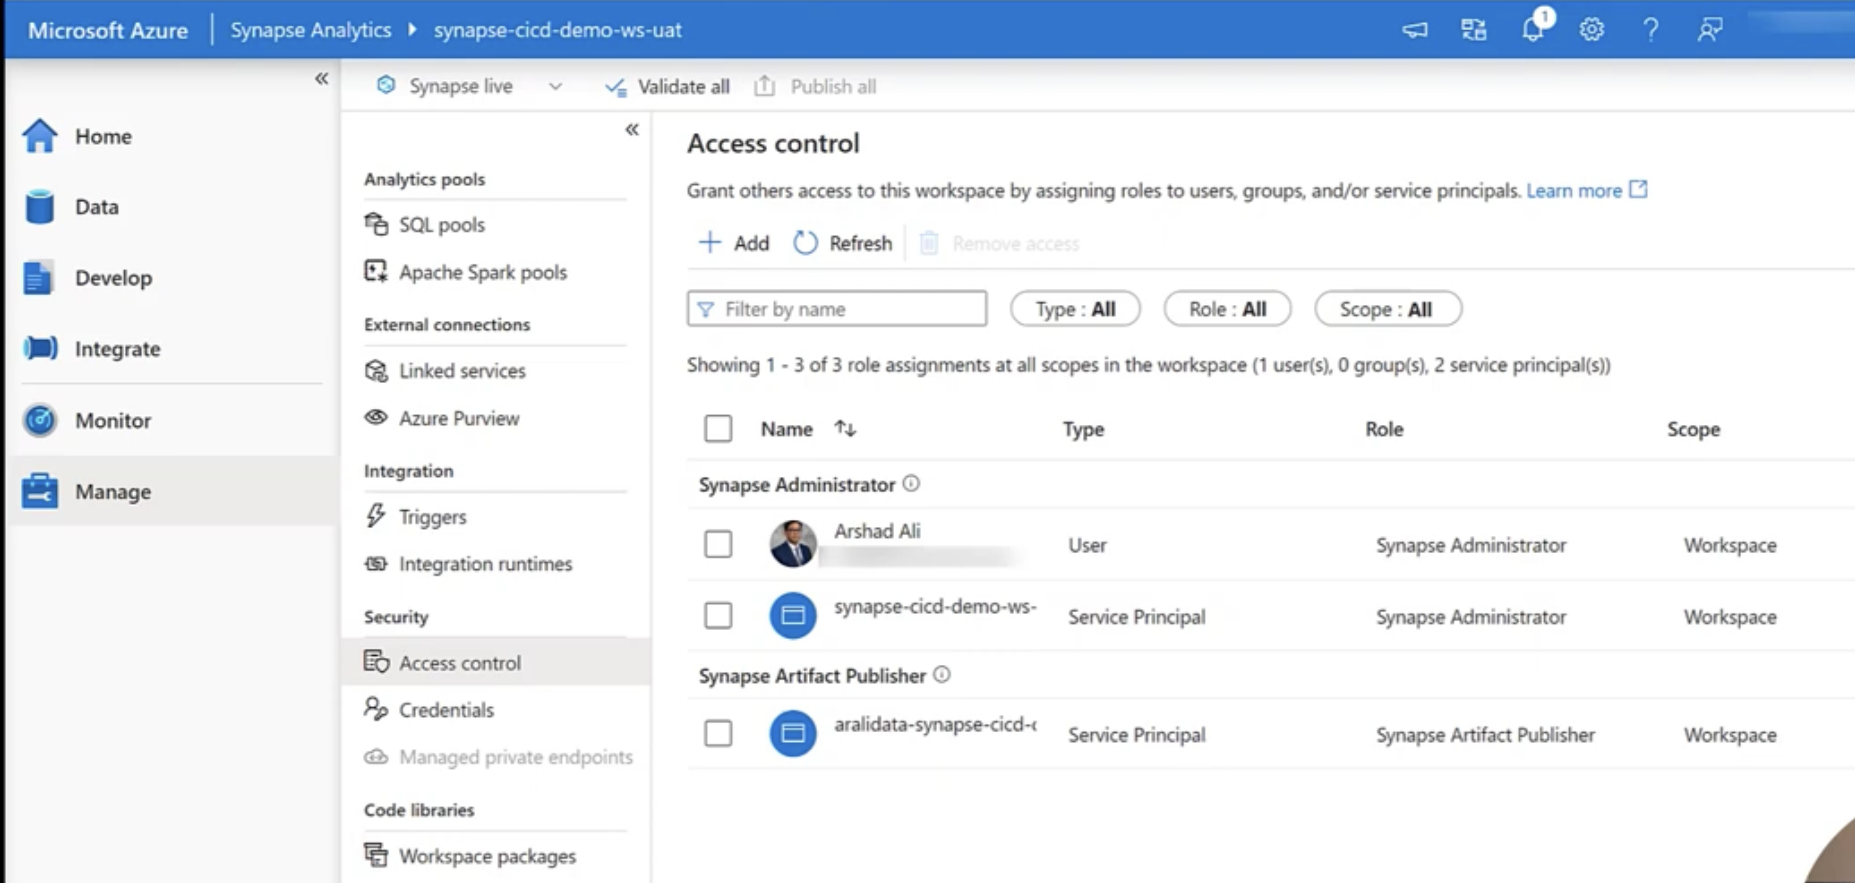 Microsoft Azure
Synapse Analytics
synapse-cicd-demo-ws-uat
1
Home
Data
Develop
Integrate
Monitor
Manage
Synapse live
Validate all
Publish all
Analytics pools
SQL pools
Apache Spark pools
External connections
Linked services
Azure Purview
Integration
Triggers
Integration runtimes
Security
Access control
Credentials
Managed private endpoints
Code libraries
Workspace packages
Access control
Grant others access to this workspace by assigning roles to users, groups, and/or service principals. Learn more
Add Refresh Remove access
Filter by name Type : All Role : All Scope : All
Showing 1 - 3 of 3 role assignments at all scopes in the workspace (1 user(s), 0 group(s), 2 service principal(s))
Name Type Role Scope
Synapse Administrator
Arshad Ali User Synapse Administrator Workspace
synapse-cicd-demo-ws- Service Principal Synapse Administrator Workspace
Synapse Artifact Publisher
aralidata-synapse-cicd- Service Principal Synapse Artifact Publisher Workspace